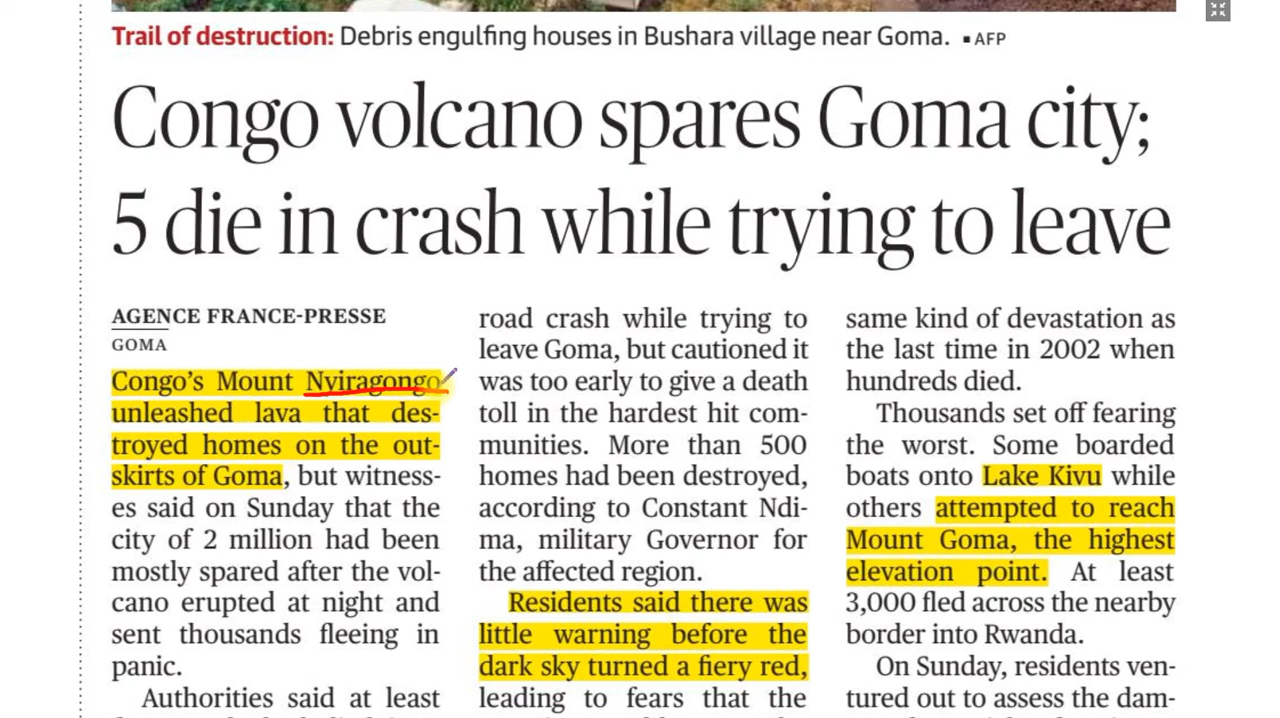 Trail of destruction: Debris engulfing houses in Bushara village near Goma. ▪ AFP
Congo volcano spares Goma city;
5 die in crash while trying to leave
AGENCE FRANCE-PRESSE
GOMA
Congo's Mount Nyiragongo
unleashed lava that des-
troyed homes on the out-
skirts of Goma, but witness-
es said on Sunday that the
city of 2 million had been
mostly spared after the vol-
cano erupted at night and
sent thousands fleeing in
panic.
Authorities said at least
road crash while trying to
leave Goma, but cautioned it
was too early to give a death
toll in the hardest hit com-
munities. More than 500
homes had been destroyed,
according to Constant Ndi-
ma, military Governor for
the affected region.
Residents said there was
little warning before the
dark sky turned a fiery red,
leading to fears that the
same kind of devastation as
the last time in 2002 when
hundreds died.
Thousands set off fearing
the worst. Some boarded
boats onto Lake Kivu while
others attempted to reach
Mount Goma, the highest
elevation point. At least
3,000 fled across the nearby
border into Rwanda.
On Sunday, residents ven-
tured out to assess the dam-